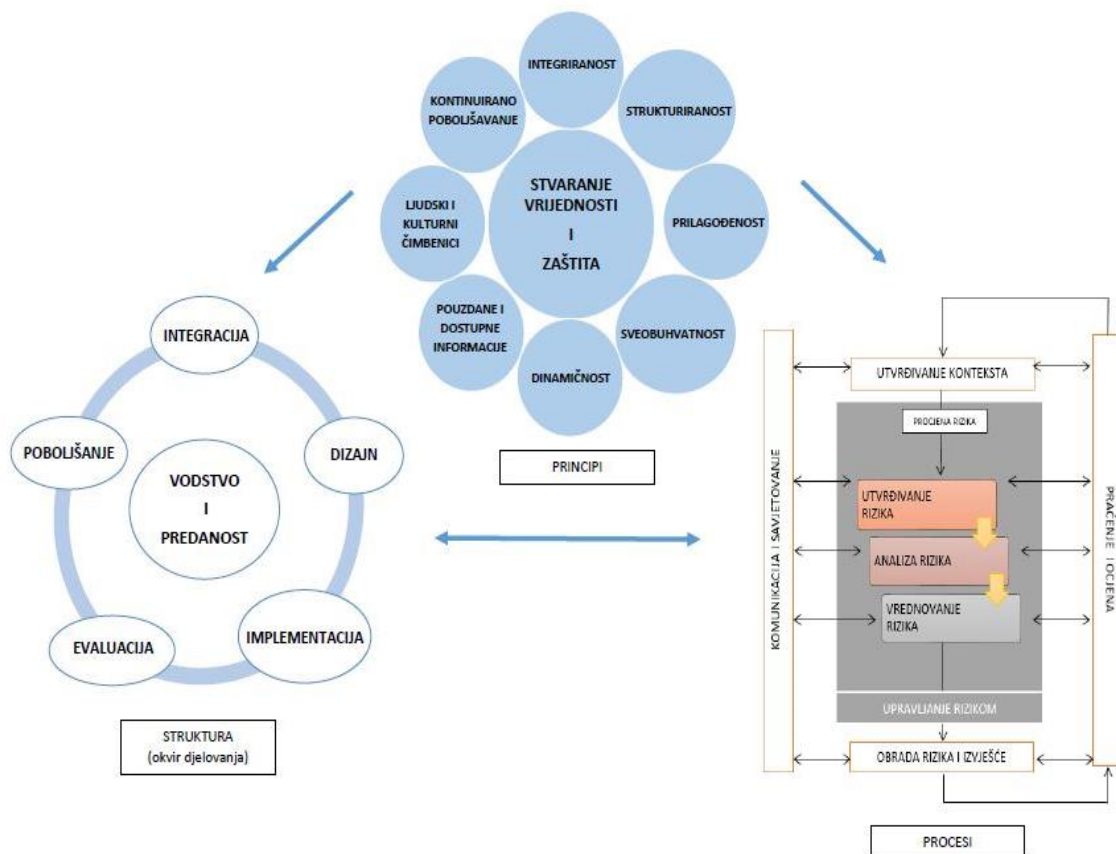 INTEGRIRANOST
KONTINUIRANO
POBOLJŠAVANJE
STRUKTURIRANOST
STVARANJE
VRIJEDNOSTI
I
ZAŠTITA
LJUDSKI I
KULTURNI
ČIMBENICI
PRILAGOĐENOST
POUZDANE I
DOSTUPNE
INFORMACIJE
SVEOBUHVATNOST
DINAMIČNOST
PRINCIPI
INTEGRACIJA
POBOLJŠANJE
DIZAJN
VODSTVO
I
PREDANOST
EVALUACIJA
IMPLEMENTACIJA
STRUKTURA
(okvir djelovanja)
KOMUNIKACIJA I SAVJETOVANJE
UTVRĐIVANJE KONTEKSTA
PROCJENA RIZIKA
UTVRĐIVANJE
RIZIKA
ANALIZA RIZIKA
VREDNOVANJE
RIZIKA
UPRAVLJANJE RIZIKOM
OBRADA RIZIKA I IZVJEŠĆE
PRAĆENJE I OCJENA
PROCESI